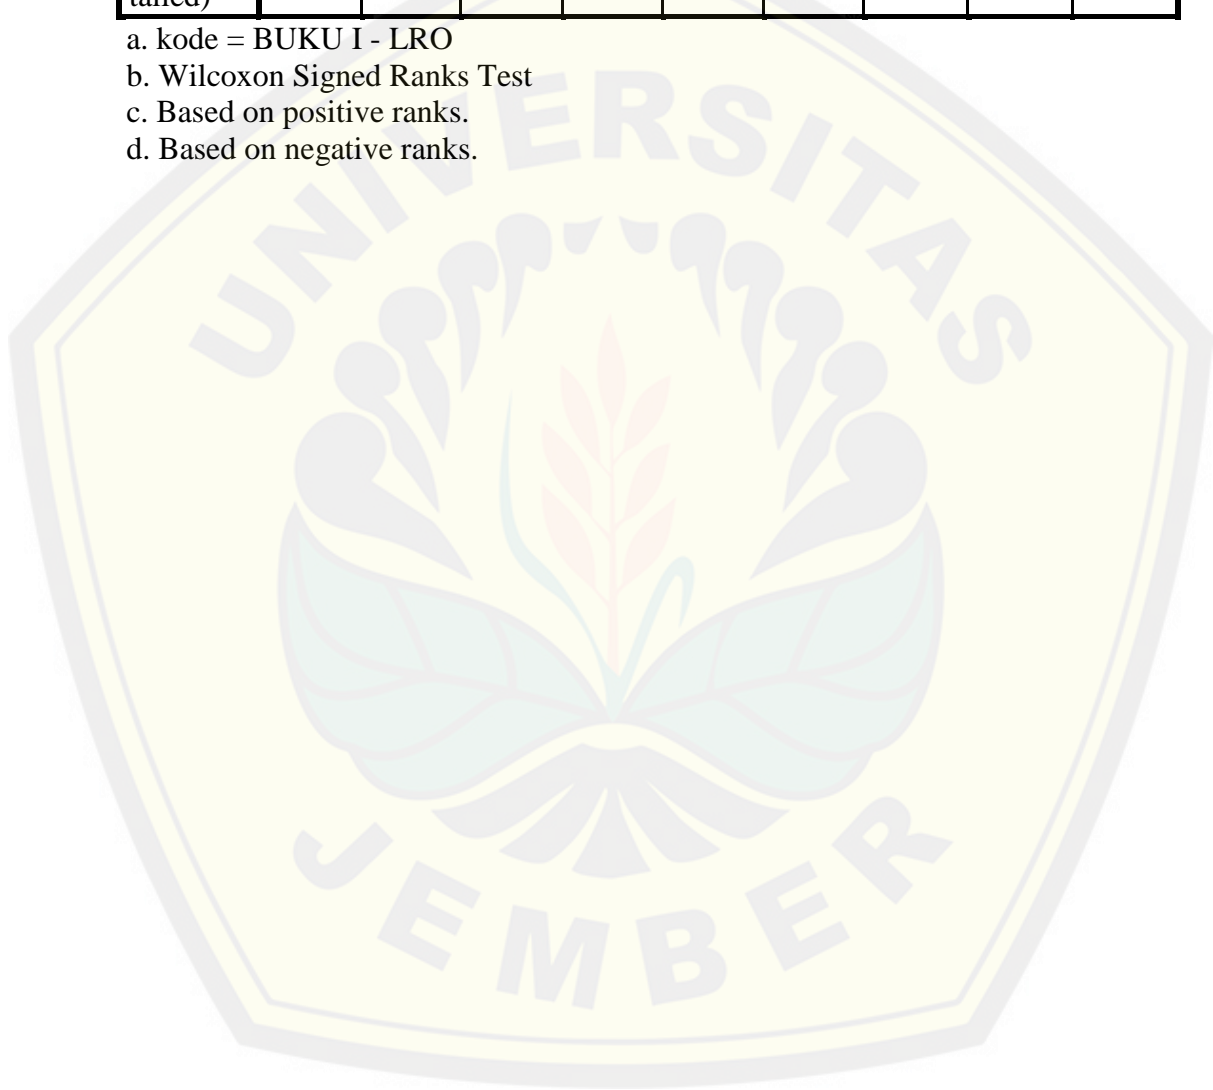 tailed)
a. kode = BUKU I - LRO
b. Wilcoxon Signed Ranks Test
c. Based on positive ranks.
d. Based on negative ranks.
UNIVERSITAS
JEMBER